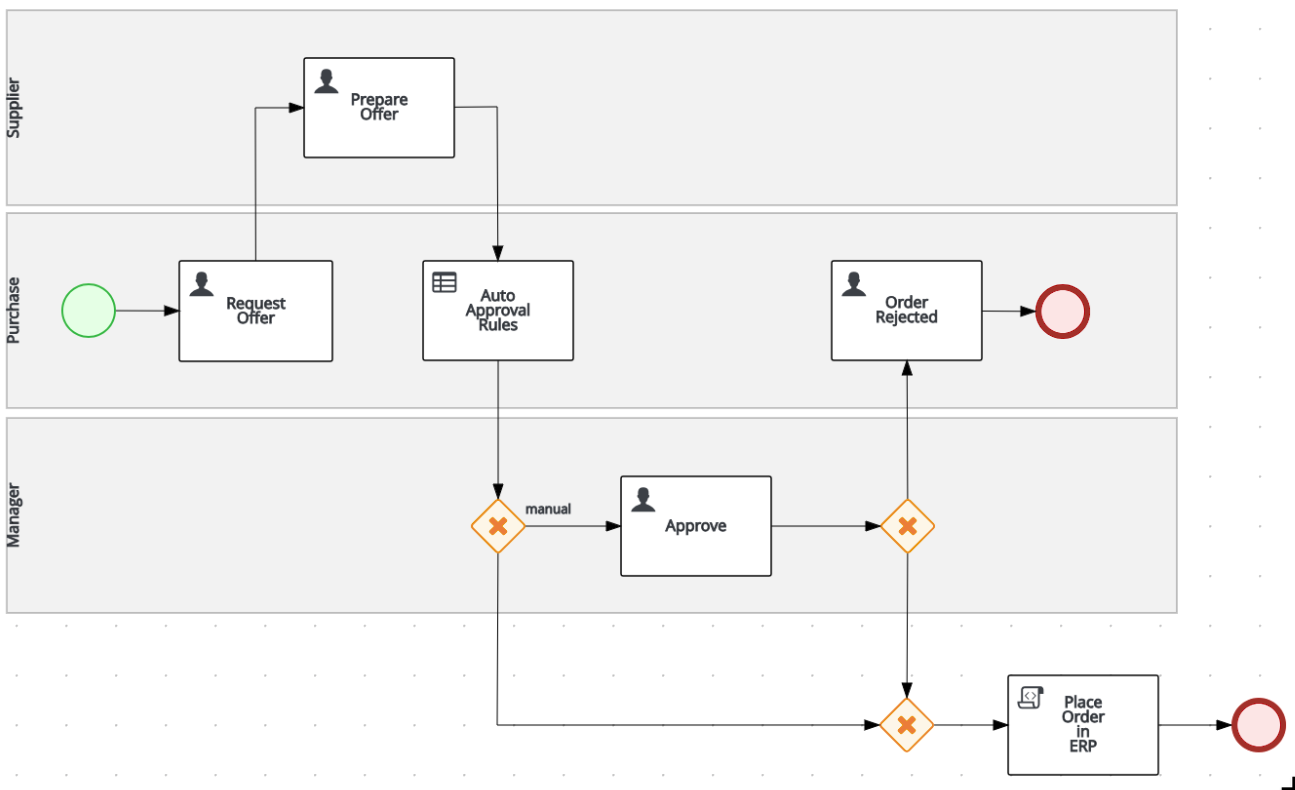 Supplier
Prepare
Offer
Purchase
Request
Offer
Auto
Approval
Rules
Order
Rejected
Manager
manual
Approve
Place
Order
in
ERP